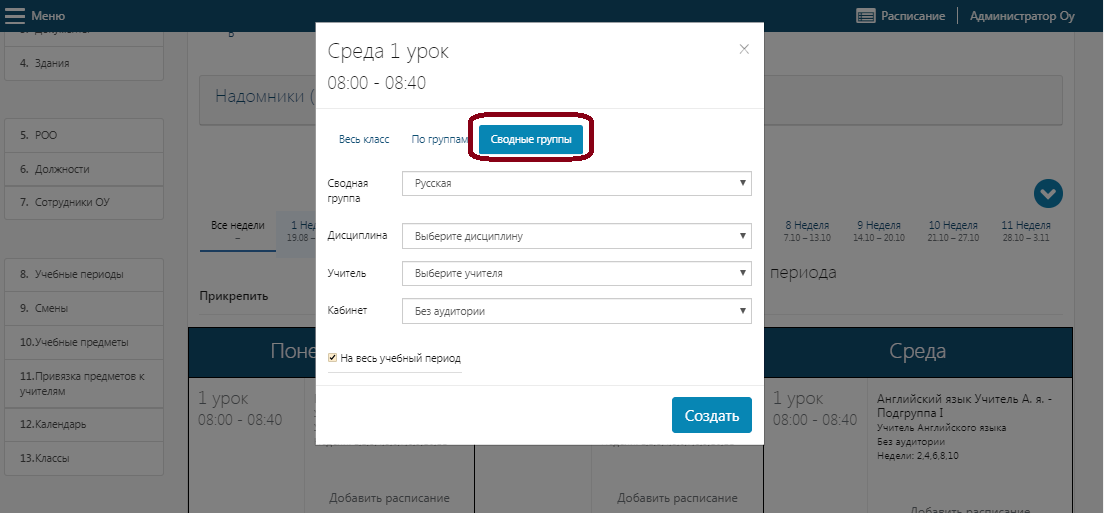 Меню
Расписание
Администратор Оу
4. Здания
5. РОО
6. Должности
7. Сотрудники ОУ
8. Учебные периоды
9. Смены
10.Учебные предметы
11.Привязка предметов к
учителям
12.Календарь
13.Классы
Надомники (
Все недели
–
1 Нед
19.08 –
8 Неделя
7.10 – 13.10
9 Неделя
14.10 – 20.10
10 Неделя
21.10 – 27.10
11 Неделя
28.10 – 3.11
периода
Прикрепить
Среда 1 урок
×
08:00 - 08:40
Весь класс
По группам
Сводные группы
Сводная
группа
Русская
Дисциплина
Выберите дисциплину
Учитель
Выберите учителя
Кабинет
Без аудитории
На весь учебный период
Создать
Поне
Среда
1 урок
08:00 - 08:40
Добавить расписание
Добавить расписание
1 урок
08:00 - 08:40
Английский язык Учитель А. я. -
Подгруппа I
Учитель Английского языка
Без аудитории
Недели: 2,4,6,8,10
Добавить расписание